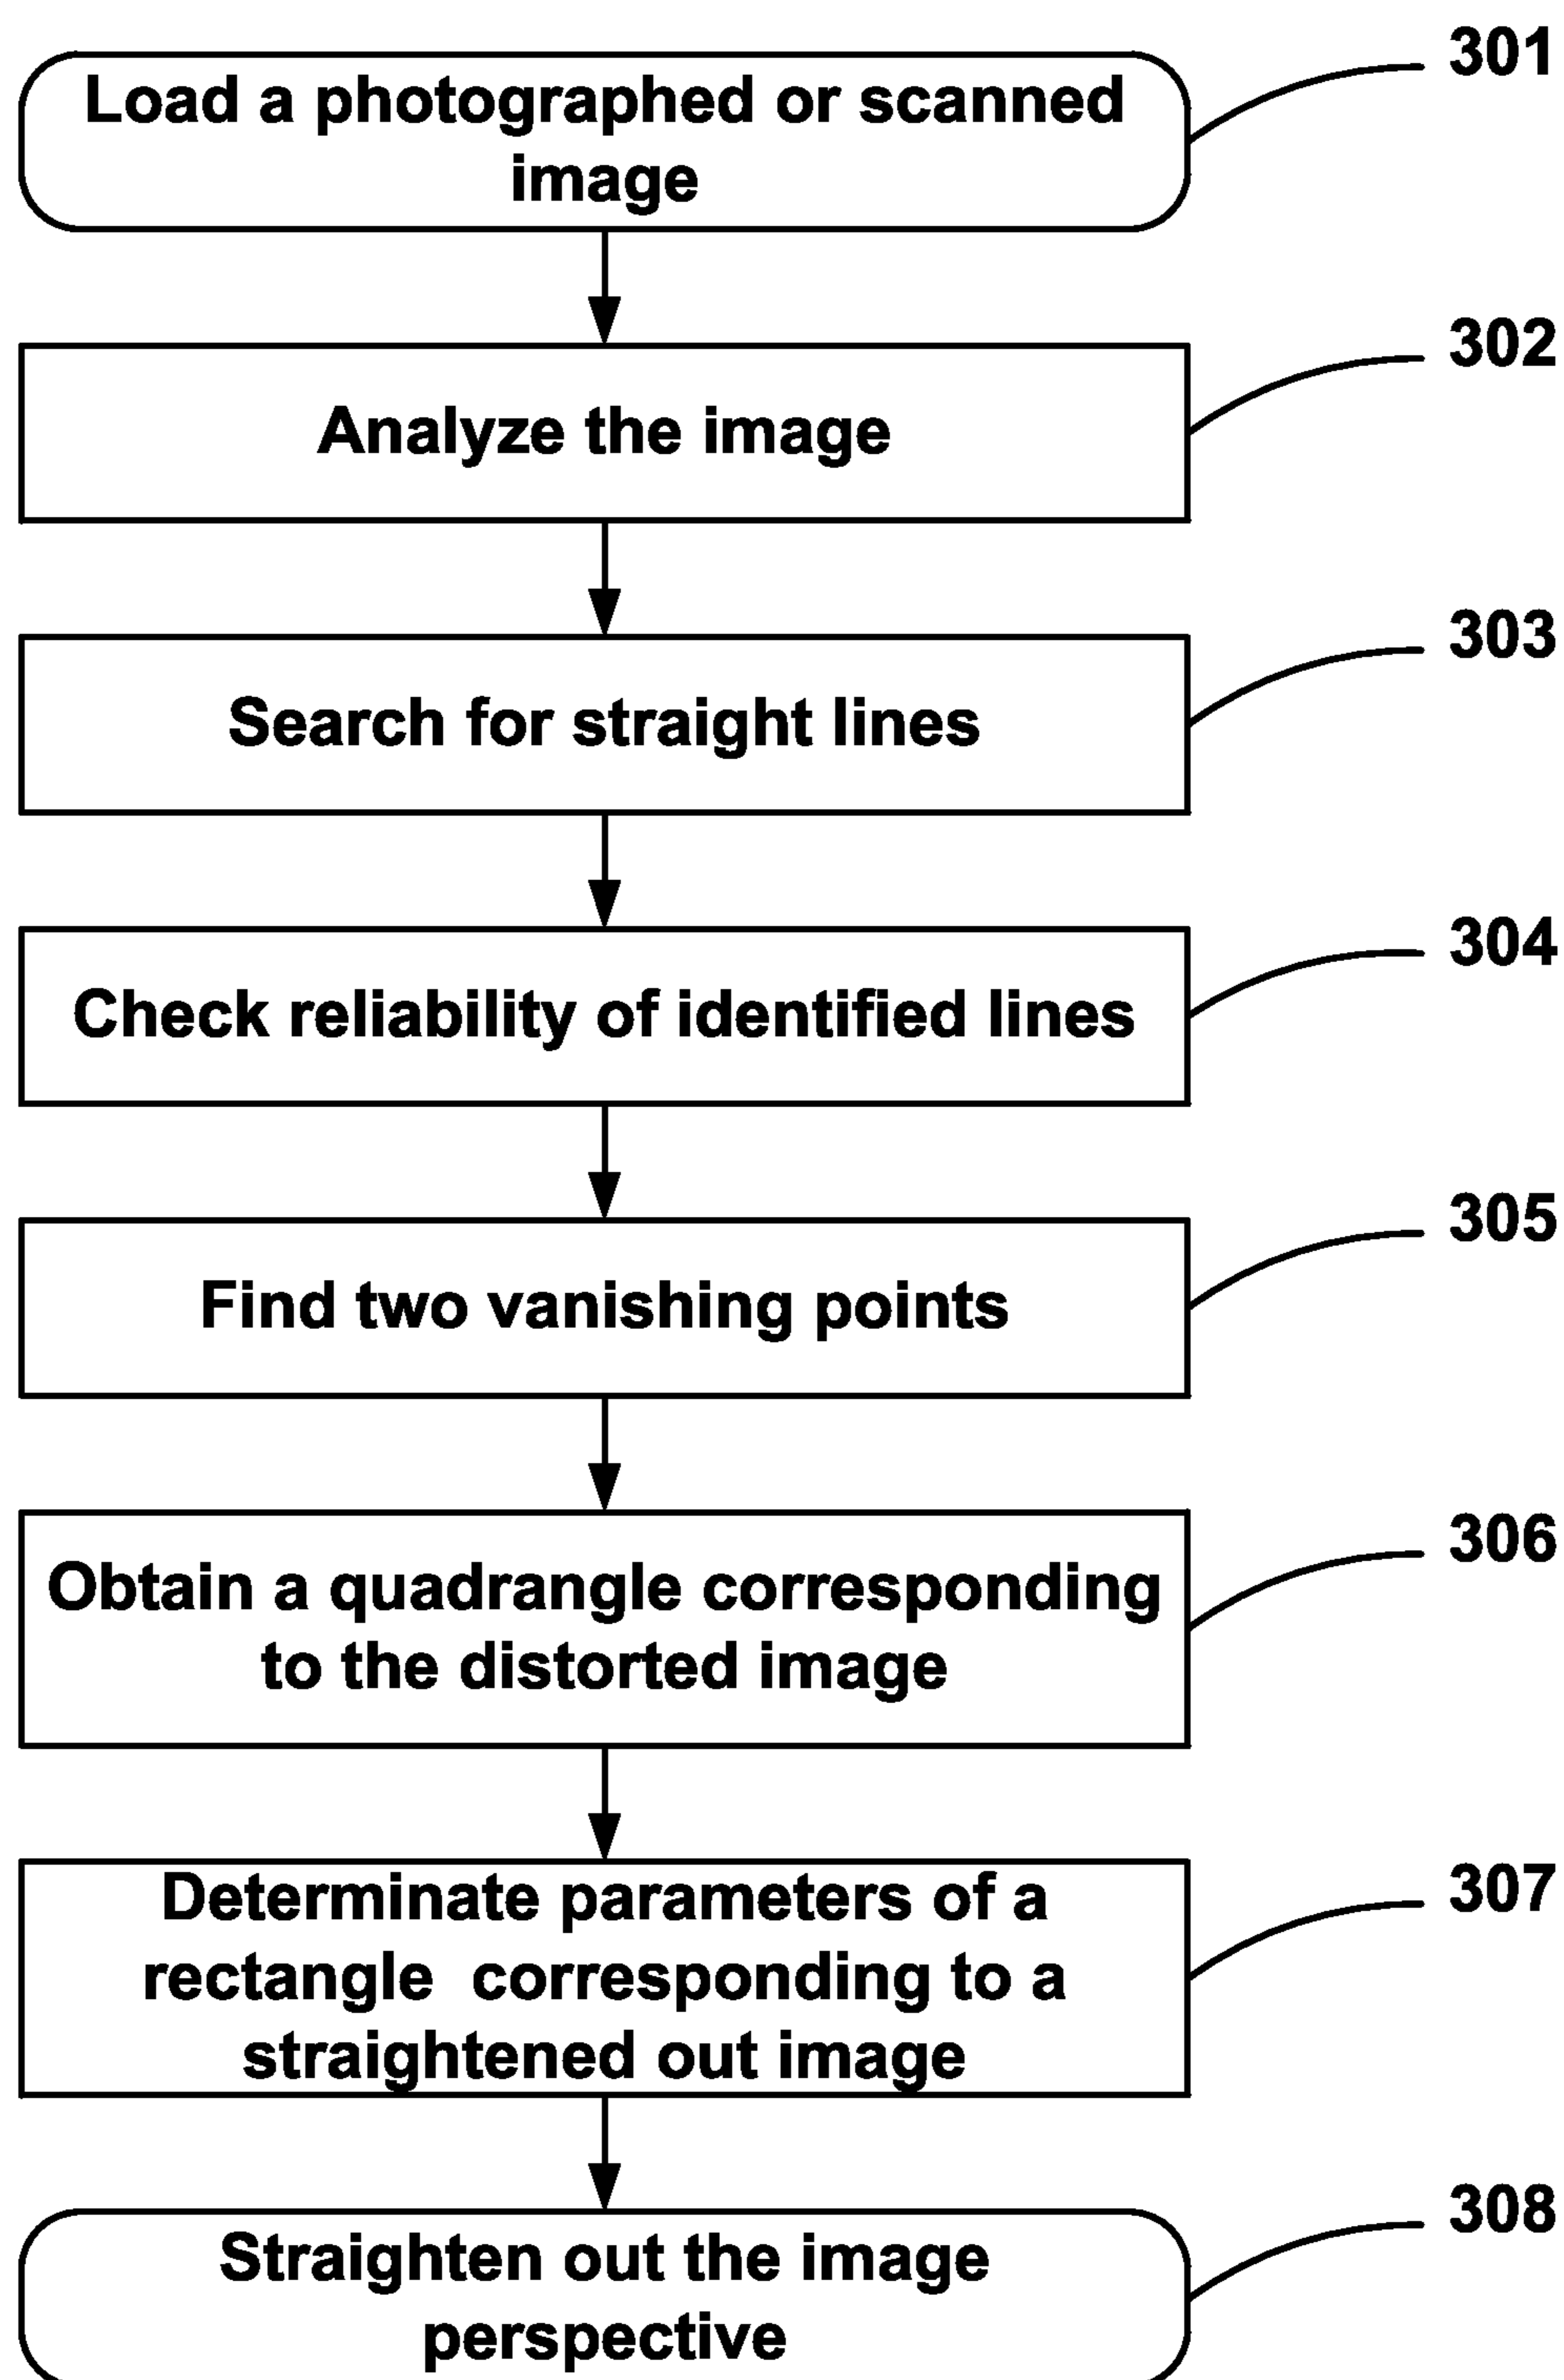 301
Load a photographed or scanned
image
302
Analyze the image
303
Search for straight lines
304
Check reliability of identified lines
305
Find two vanishing points
306
Obtain a quadrangle corresponding
to the distorted image
307
Determinate parameters of a
rectangle corresponding to a
straightened out image
308
Straighten out the image
perspective